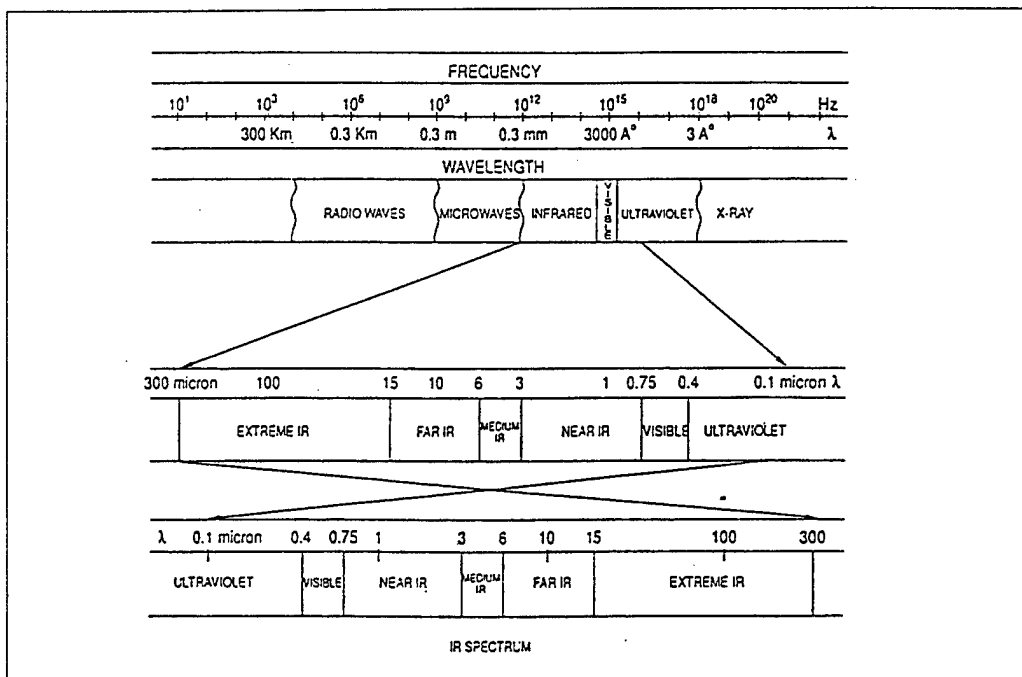 FREQUENCY
10¹ 10³ 10⁶ 10⁹ 10¹² 10¹⁵ 10¹⁸ 10²⁰ Hz
300 Km 0.3 Km 0.3 m 0.3 mm 3000 A° 3 A° λ
WAVELENGTH
RADIO WAVES MICROWAVES INFRARED VISIBLE ULTRAVIOLET X-RAY
300 micron 100 15 10 6 3 1 0.75 0.4 0.1 micron λ
EXTREME IR FAR IR MEDIUM IR NEAR IR VISIBLE ULTRAVIOLET
λ 0.1 micron 0.4 0.75 1 3 6 10 15 100 300
ULTRAVIOLET VISIBLE NEAR IR MEDIUM IR FAR IR EXTREME IR
IR SPECTRUM